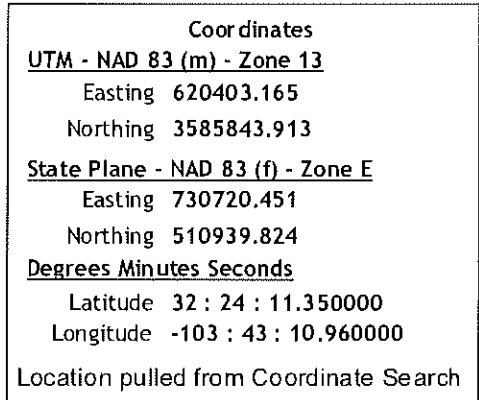 Coordinates
UTM - NAD 83 (m) - Zone 13
Easting 620403.165
Northing 3585843.913
State Plane - NAD 83 (f) - Zone E
Easting 730720.451
Northing 510939.824
Degrees Minutes Seconds
Latitude 32 : 24 : 11.350000
Longitude -103 : 43 : 10.960000
Location pulled from Coordinate Search